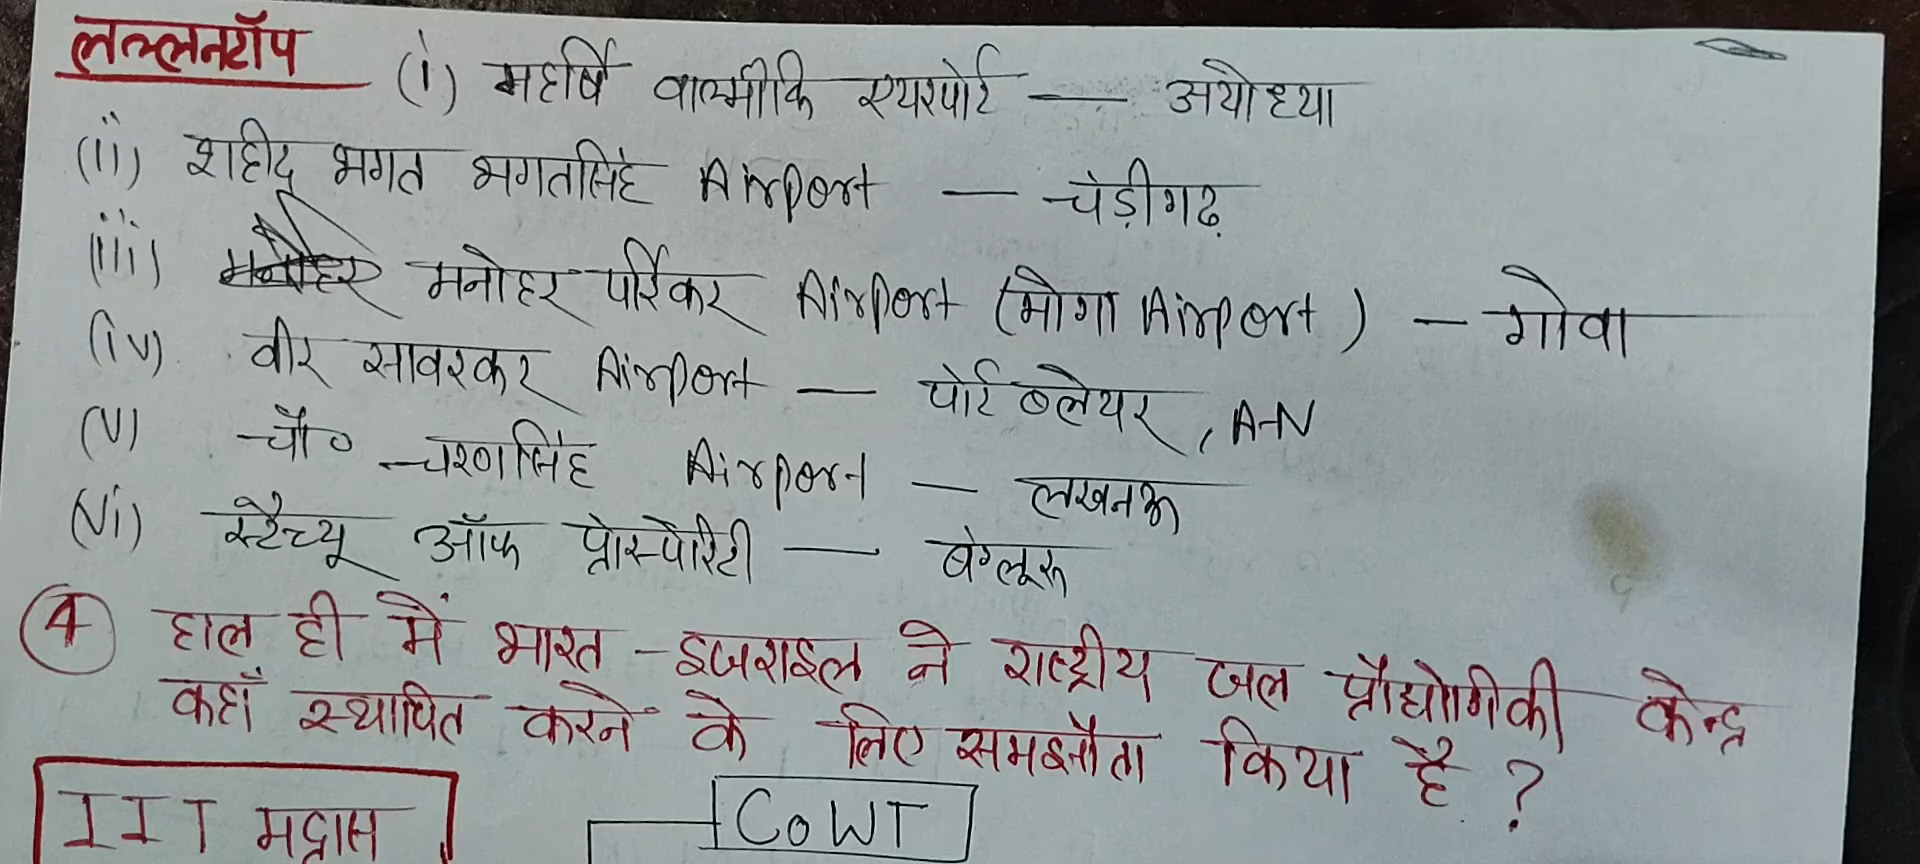 लल्लनटॉप (i) महर्षि वाल्मीकि एयरपोर्ट — अयोध्या
(ii) शहीद भगत भगतसिंह Airport — चंड़ीगढ़
(iii) मनोहर पर्रिकर Airport (मोगा Airport) — गोवा
(iv) वीर सावरकर Airport — पोर्ट ब्लेयर, A-N
(v) चौ० चरणसिंह Airport — लखनऊ
(vi) स्टैच्यू ऑफ प्रोस्पेरिटी — बेंग्लूरू
4 हाल ही में भारत - इजराइल ने राष्ट्रीय जल प्रौद्योगिकी केन्द्र
कहाँ स्थापित करने के लिए समझौता किया है ?
IIT मद्रास CoWT